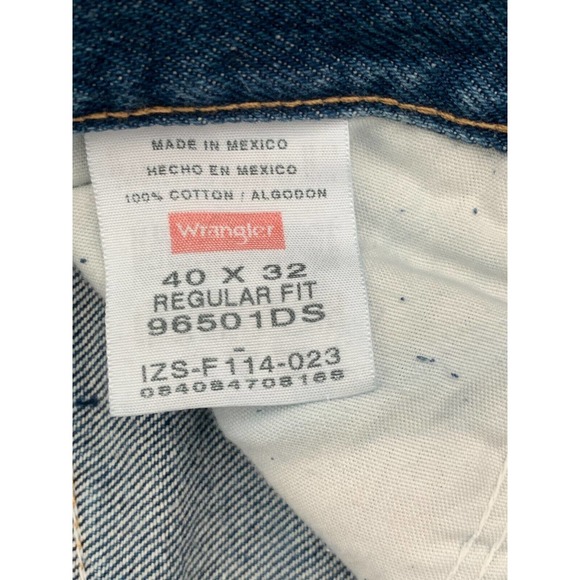 MADE IN MEXICO
HECHO EN MEXICO
100% COTTON / ALGODON
Wrangler
40 X 32
REGULAR FIT
96501DS
-
IZS-F114-023
084084708168